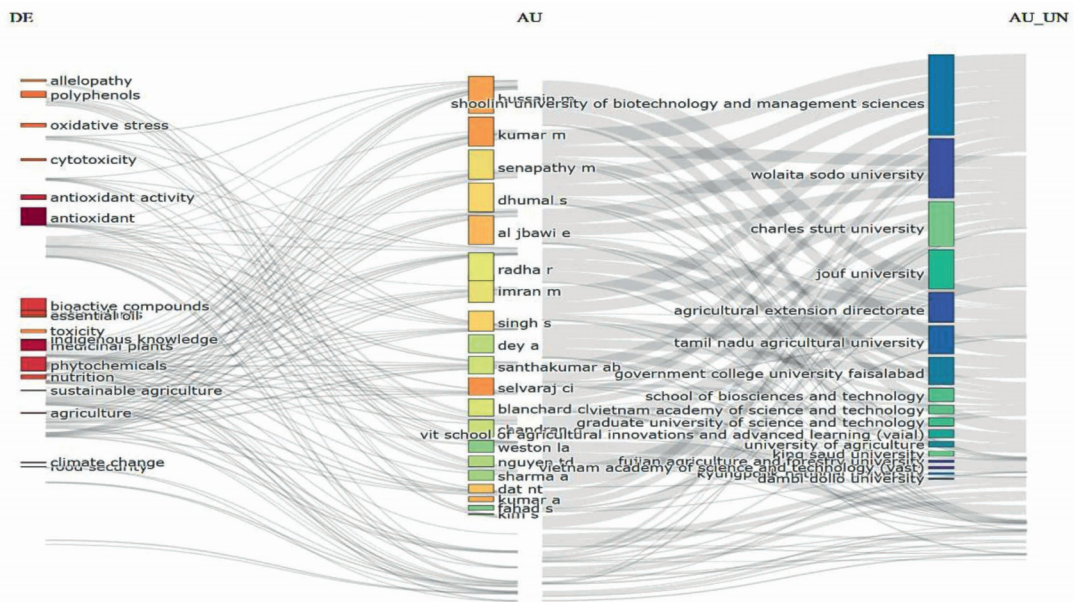 DE
AU
AU_UN
allelopathy
polyphenols
oxidative stress
cytotoxicity
antioxidant activity
antioxidant
bioactive compounds
essential oil
toxicity
indigenous knowledge
medicinal plants
phytochemicals
nutrition
sustainable agriculture
agriculture
climate change
food security
hussain m
kumar m
senapathy m
dhumal s
al jbawi e
radha r
imran m
singh s
dey a
santhakumar ab
selvaraj ci
blanchard cl
chandran
weston la
nguyen td
sharma a
dat nt
kumar a
fahad s
kim s
shoolini university of biotechnology and management sciences
wolaita sodo university
charles sturt university
jouf university
agricultural extension directorate
tamil nadu agricultural university
government college university faisalabad
school of biosciences and technology
vietnam academy of science and technology
graduate university of science and technology
vit school of agricultural innovations and advanced learning (vaial)
university of agriculture
king saud university
fujian agriculture and forestry university
vietnam academy of science and technology (vast)
kyungpook national university
dambi dollo university